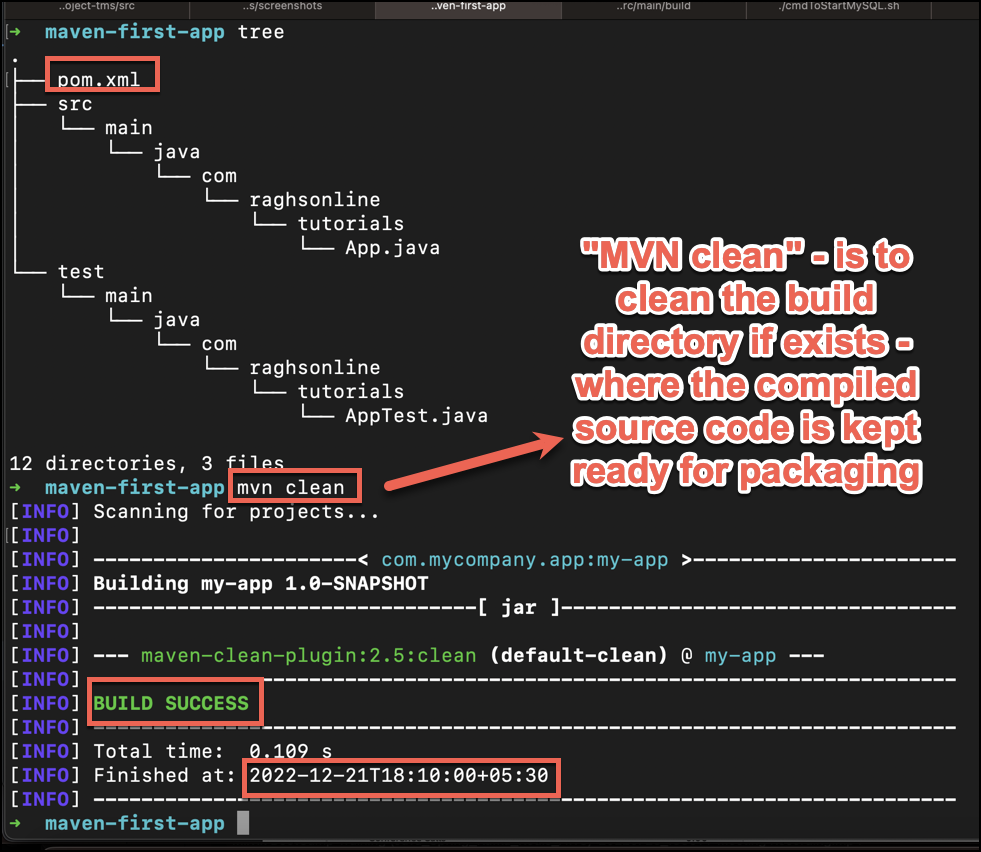 ..oject-tms/src ..s/screenshots ..ven-first-app ..rc/main/build ./cmdToStartMySQL.sh
[➜ maven-first-app tree
.
├── pom.xml
├── src
│   └── main
│       └── java
│           └── com
│               └── raghsonline
│                   └── tutorials
│                       └── App.java
└── test
    └── main
        └── java
            └── com
                └── raghsonline
                    └── tutorials
                        └── AppTest.java
"MVN clean" - is to
clean the build
directory if exists -
where the compiled
source code is kept
ready for packaging
12 directories, 3 files
➜ maven-first-app mvn clean
[INFO] Scanning for projects...
[INFO]
[INFO] ----------------------< com.mycompany.app:my-app >----------------------
[INFO] Building my-app 1.0-SNAPSHOT
[INFO] --------------------------------[ jar ]---------------------------------
[INFO]
[INFO] --- maven-clean-plugin:2.5:clean (default-clean) @ my-app ---
[INFO] ------------------------------------------------------------------------
[INFO] BUILD SUCCESS
[INFO] ------------------------------------------------------------------------
[INFO] Total time:  0.109 s
[INFO] Finished at: 2022-12-21T18:10:00+05:30
[INFO] ------------------------------------------------------------------------
➜ maven-first-app